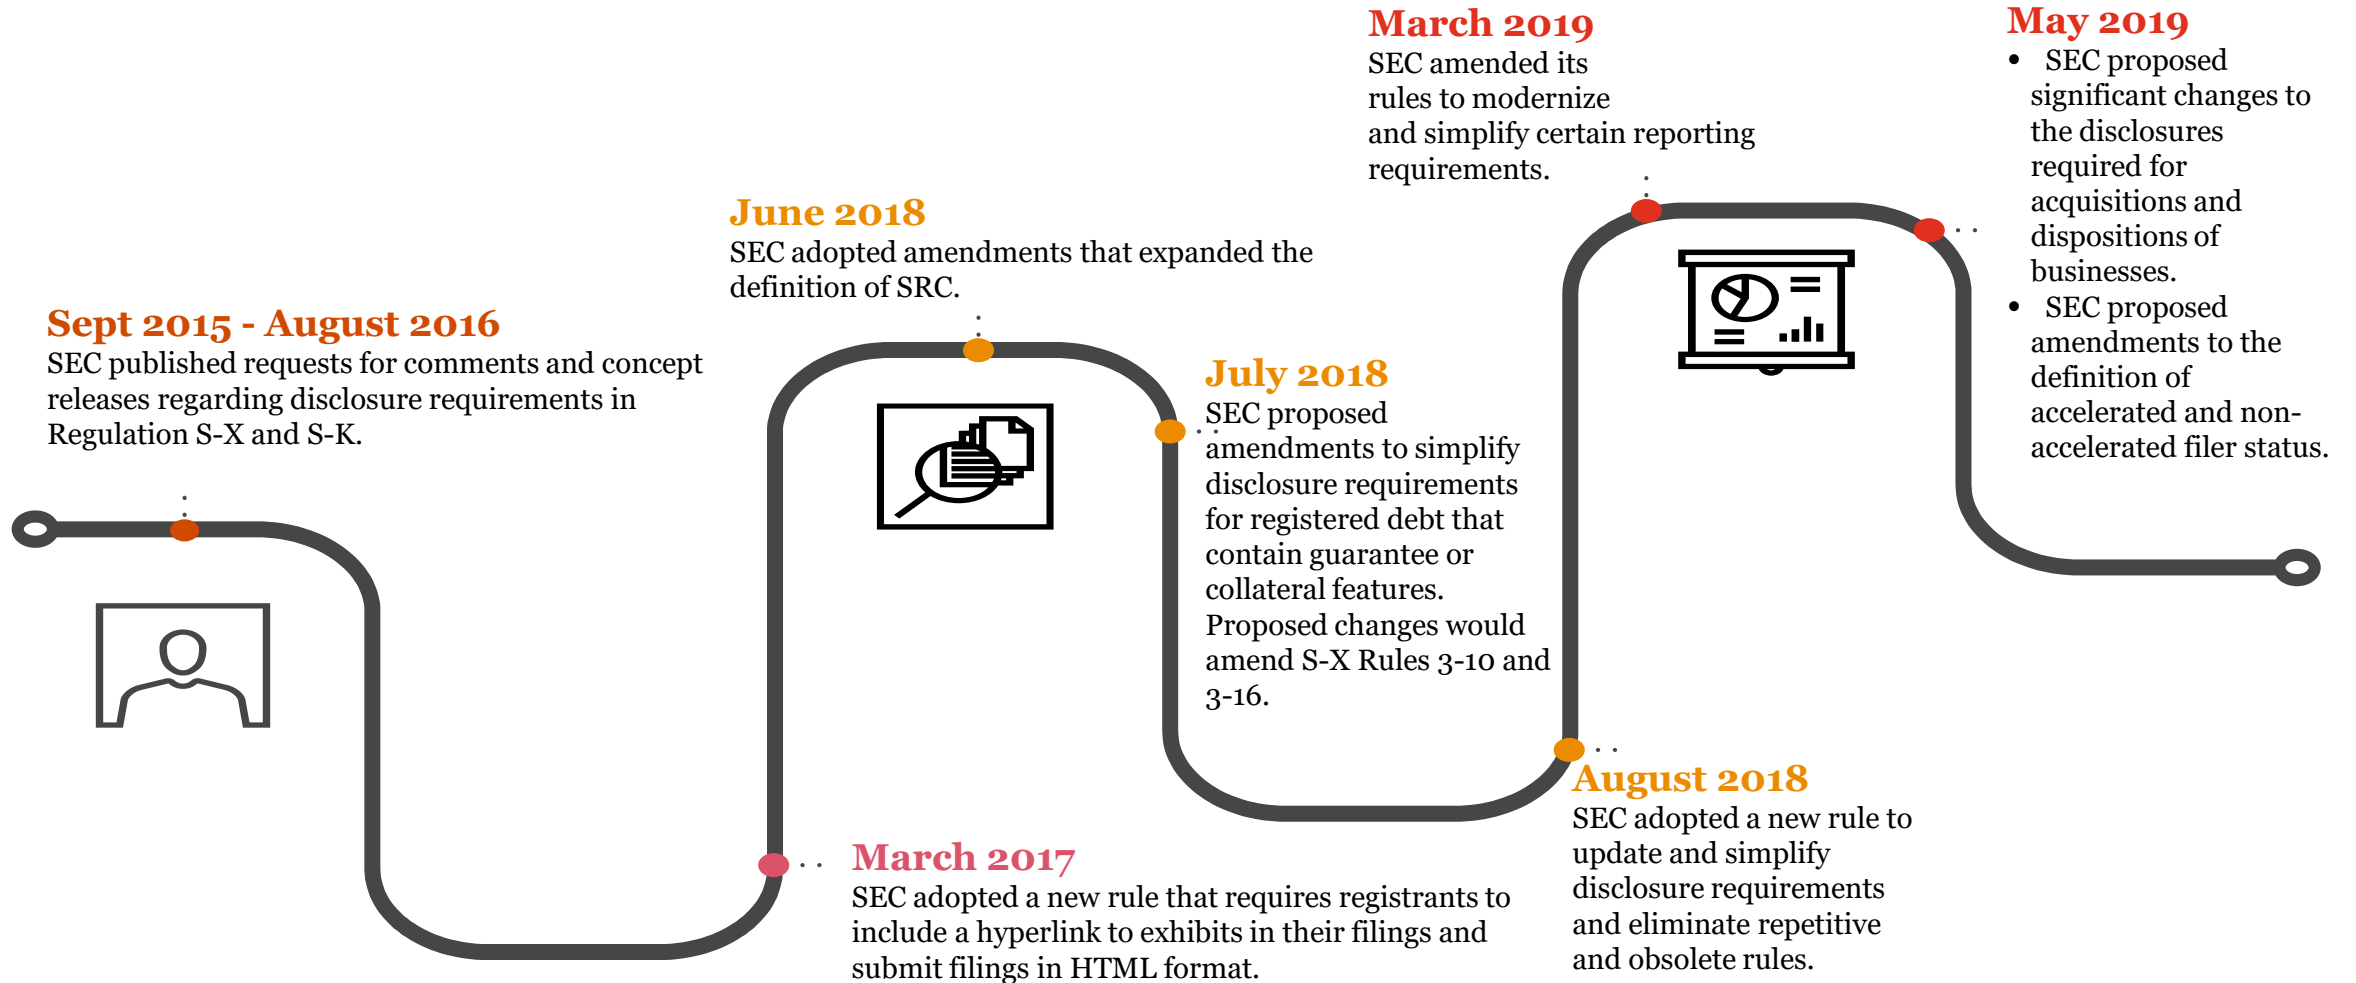 Sept 2015 - August 2016
SEC published requests for comments and concept
releases regarding disclosure requirements in
Regulation S-X and S-K.
March 2017
SEC adopted a new rule that requires registrants to
include a hyperlink to exhibits in their filings and
submit filings in HTML format.
June 2018
SEC adopted amendments that expanded the
definition of SRC.
July 2018
SEC proposed
amendments to simplify
disclosure requirements
for registered debt that
contain guarantee or
collateral features.
Proposed changes would
amend S-X Rules 3-10 and
3-16.
August 2018
SEC adopted a new rule to
update and simplify
disclosure requirements
and eliminate repetitive
and obsolete rules.
March 2019
SEC amended its
rules to modernize
and simplify certain reporting
requirements.
May 2019
• SEC proposed
significant changes to
the disclosures
required for
acquisitions and
dispositions of
businesses.
• SEC proposed
amendments to the
definition of
accelerated and non-
accelerated filer status.